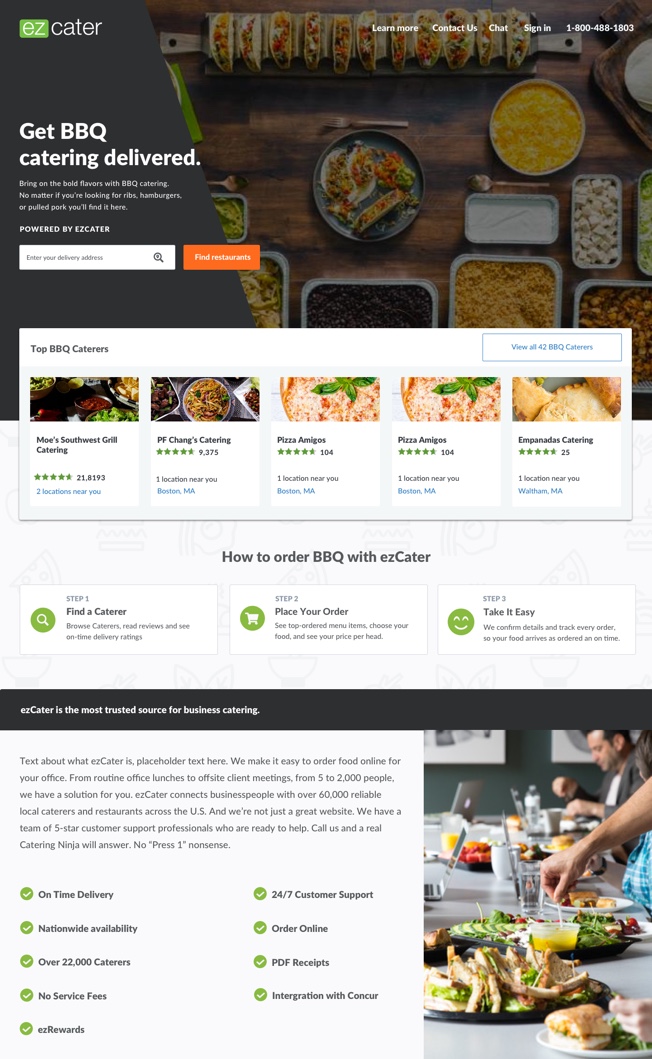 ez cater
Learn more Contact Us Chat Sign in 1-800-488-1803
Get BBQ
catering delivered.
Bring on the bold flavors with BBQ catering.
No matter if you're looking for ribs, hamburgers,
or pulled pork you'll find it here.
POWERED BY EZCATER
Enter your delivery address
Find restaurants
Top BBQ Caterers
View all 42 BBQ Caterers
Moe's Southwest Grill
Catering
21,8193
2 locations near you
PF Chang's Catering
9,375
1 location near you
Boston, MA
Pizza Amigos
104
1 location near you
Boston, MA
Pizza Amigos
104
1 location near you
Boston, MA
Empanadas Catering
25
1 location near you
Waltham, MA
How to order BBQ with ezCater
STEP 1
Find a Caterer
Browse Caterers, read reviews and see
on-time delivery ratings
STEP 2
Place Your Order
See top-ordered menu items, choose your
food, and see your price per head.
STEP 3
Take It Easy
We confirm details and track every order,
so your food arrives as ordered an on time.
ezCater is the most trusted source for business catering.
Text about what ezCater is, placeholder text here. We make it easy to order food online for
your office. From routine office lunches to offsite client meetings, from 5 to 2,000 people,
we have a solution for you. ezCater connects businesspeople with over 60,000 reliable
local caterers and restaurants across the U.S. And we're not just a great website. We have a
team of 5-star customer support professionals who are ready to help. Call us and a real
Catering Ninja will answer. No "Press 1" nonsense.
On Time Delivery
Nationwide availability
Over 22,000 Caterers
No Service Fees
ezRewards
24/7 Customer Support
Order Online
PDF Receipts
Intergration with Concur